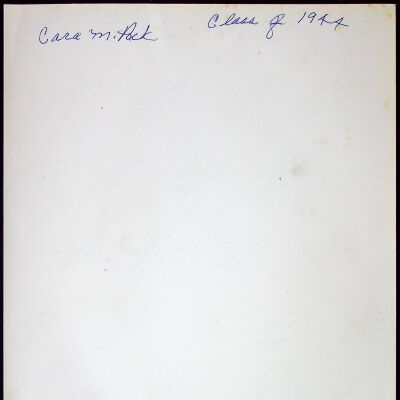 Cara M. Peck Class of 1944